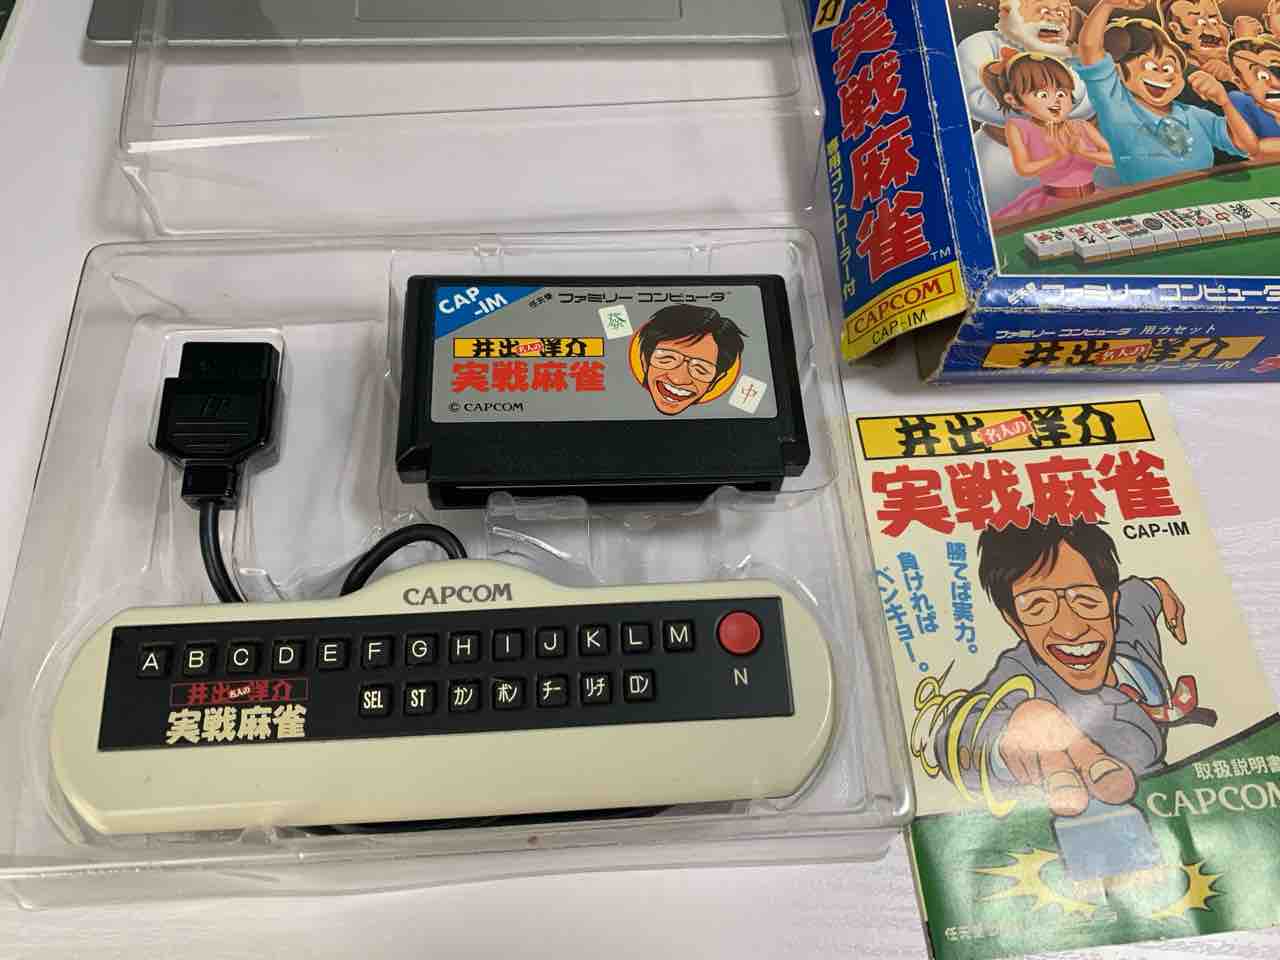 介
実戦麻雀
専用コントローラー付
TM
CAPCOM
CAP-IM
ファミリー コンピュータ
ファミリー コンピュータ 用カセット
井出名人の洋介
CAP
-IM
任天堂 ファミリー コンピュータ
發
井出名人の洋介
実戦麻雀
中
© CAPCOM
井出名人の洋介
実戦麻雀
CAP-IM
勝てば実力。
負ければ
ベンキョー。
取扱説明書
CAPCOM
CAPCOM
A B C D E F G H I J K L M
N
SEL ST カン ポン チー リーチ ロン
井出名人の洋介
実戦麻雀